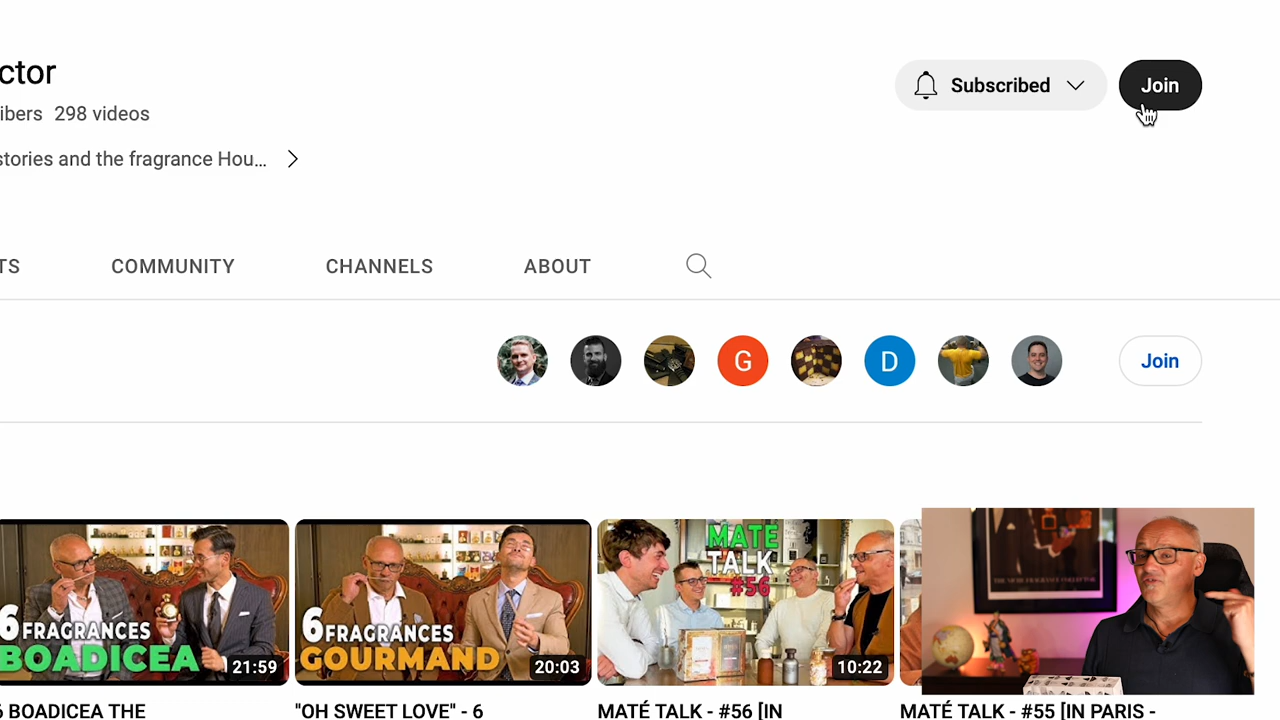 ctor
Subscribed
Join
ibers 298 videos
stories and the fragrance Hou...
TS
COMMUNITY
CHANNELS
ABOUT
G
D
Join
6 FRAGRANCES
BOADICEA
21:59
6 FRAGRANCES
GOURMAND
20:03
MATÉ
TALK
#56
10:22
6 BOADICEA THE
"OH SWEET LOVE" - 6
MATÉ TALK - #56 [IN
MATÉ TALK - #55 [IN PARIS -